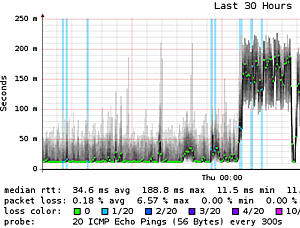 Last 30 Hours
250 m
200 m
150 m
100 m
50 m
0
Seconds
Thu 00:00
median rtt: 34.6 ms avg 188.8 ms max 11.5 ms min 11.
packet loss: 0.18 % avg 6.57 % max 0.00 % min 0.00 %
loss color: 0 1/20 2/20 3/20 4/20 10/
probe: 20 ICMP Echo Pings (56 Bytes) every 300s